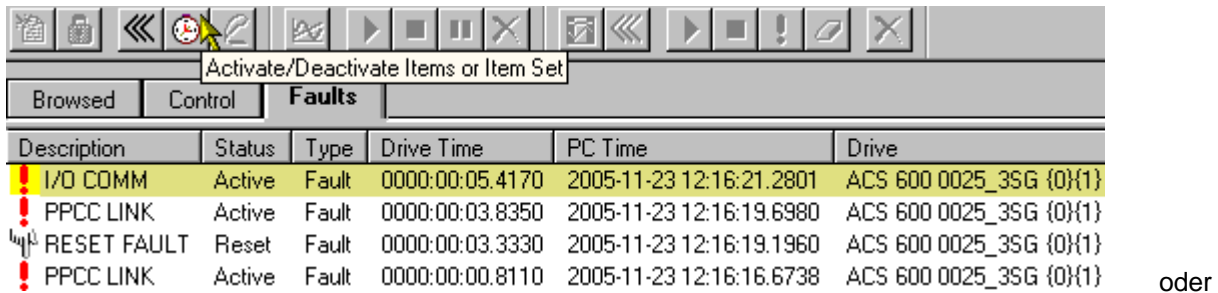 Activate/Deactivate Items or Item Set
Browsed Control Faults
Description Status Type Drive Time PC Time Drive
I/O COMM Active Fault 0000:00:05.4170 2005-11-23 12:16:21.2801 ACS 600 0025_3SG {0}{1}
PPCC LINK Active Fault 0000:00:03.8350 2005-11-23 12:16:19.6980 ACS 600 0025_3SG {0}{1}
RESET FAULT Reset Fault 0000:00:03.3330 2005-11-23 12:16:19.1960 ACS 600 0025_3SG {0}{1}
PPCC LINK Active Fault 0000:00:00.8110 2005-11-23 12:16:16.6738 ACS 600 0025_3SG {0}{1}
oder